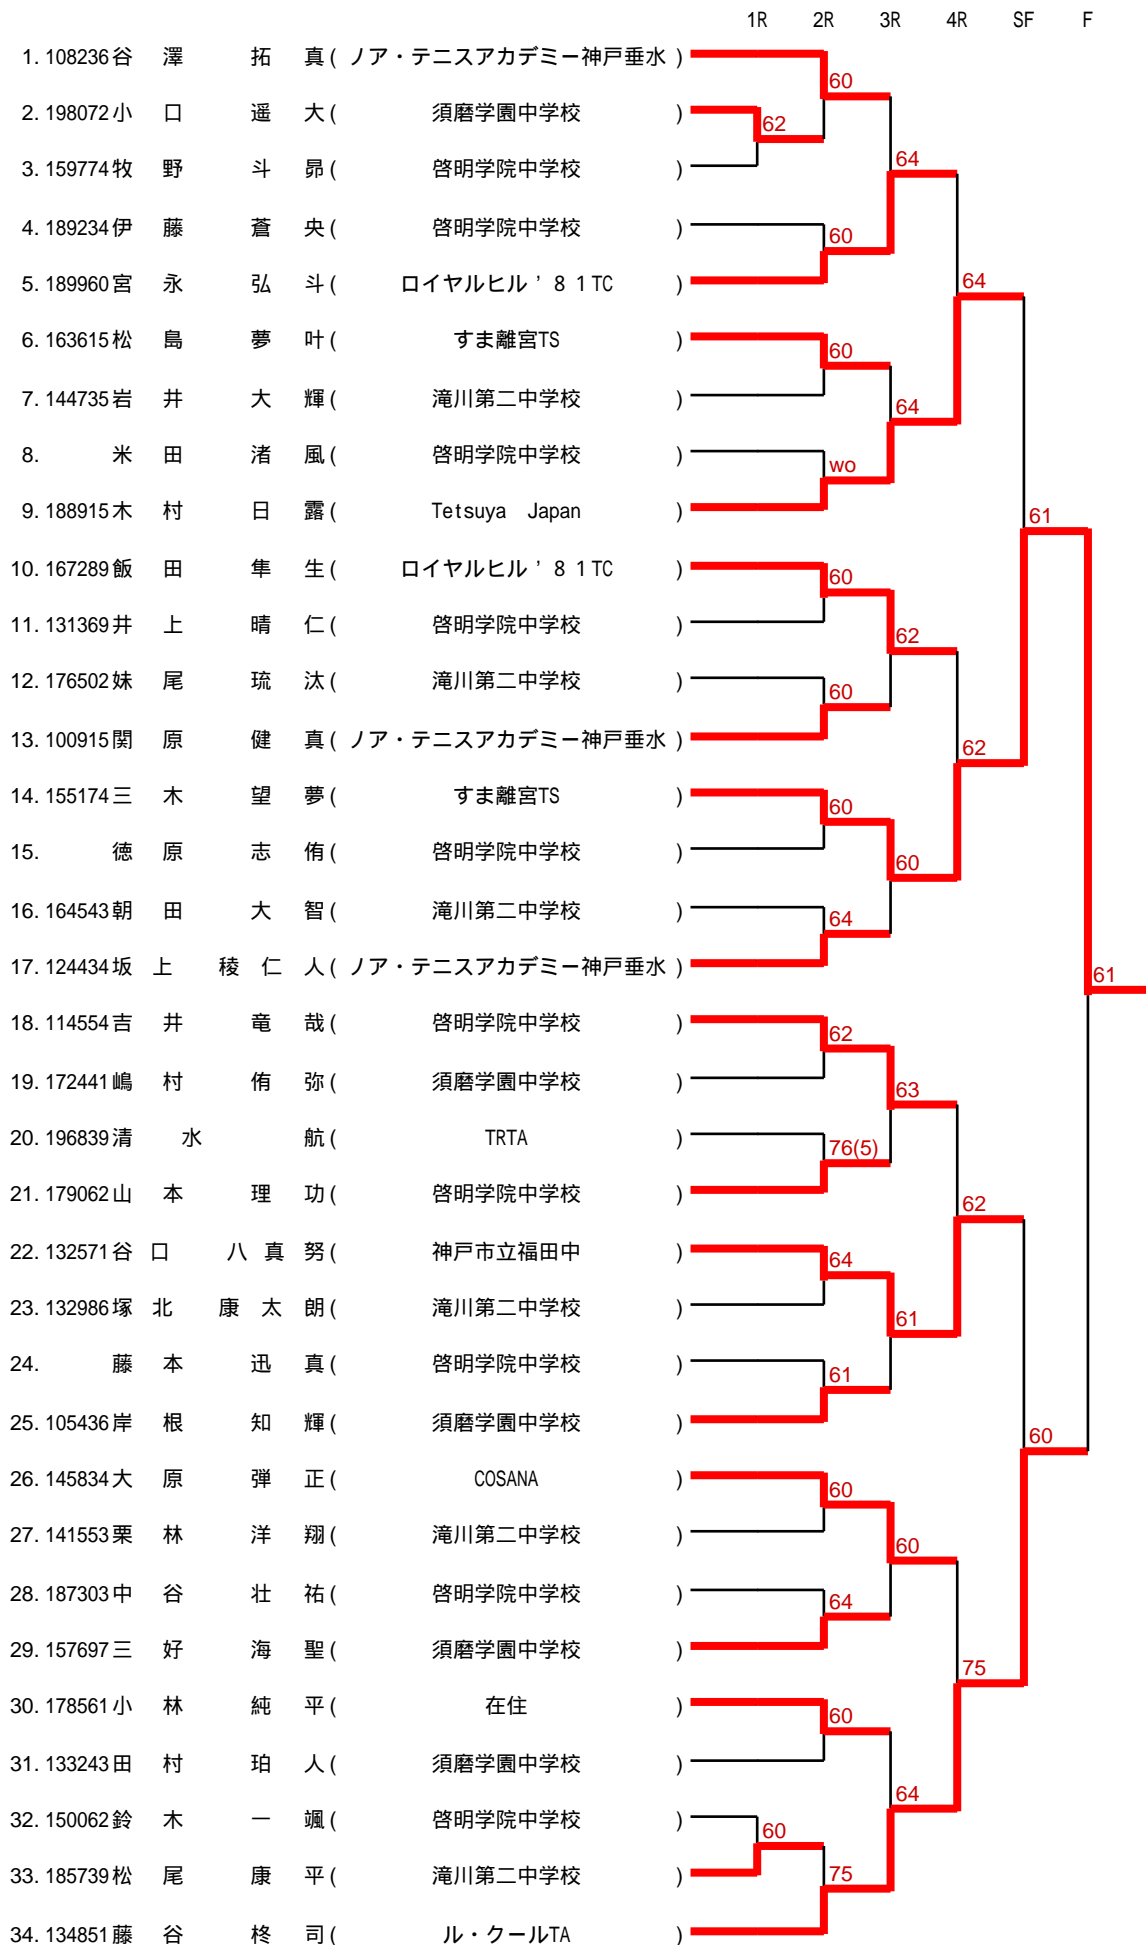 1R 2R 3R 4R SF F
1. 108236 谷 澤 拓 真 ( ノア・テニスアカデミー神戸垂水 )
60
2. 198072 小 口 遥 大 ( 須磨学園中学校 )
62
3. 159774 牧 野 斗 昴 ( 啓明学院中学校 )
64
4. 189234 伊 藤 蒼 央 ( 啓明学院中学校 )
60
5. 189960 宮 永 弘 斗 ( ロイヤルヒル ’81TC )
64
6. 163615 松 島 夢 叶 ( すま離宮TS )
60
7. 144735 岩 井 大 輝 ( 滝川第二中学校 )
64
8. 米 田 渚 風 ( 啓明学院中学校 )
wo
9. 188915 木 村 日 露 ( Tetsuya Japan )
61
10. 167289 飯 田 隼 生 ( ロイヤルヒル ’81TC )
60
11. 131369 井 上 晴 仁 ( 啓明学院中学校 )
62
12. 176502 妹 尾 琉 汰 ( 滝川第二中学校 )
60
13. 100915 関 原 健 真 ( ノア・テニスアカデミー神戸垂水 )
62
14. 155174 三 木 望 夢 ( すま離宮TS )
60
15. 徳 原 志 侑 ( 啓明学院中学校 )
60
16. 164543 朝 田 大 智 ( 滝川第二中学校 )
64
17. 124434 坂 上 稜 仁 人 ( ノア・テニスアカデミー神戸垂水 )
61
18. 114554 吉 井 竜 哉 ( 啓明学院中学校 )
62
19. 172441 嶋 村 侑 弥 ( 須磨学園中学校 )
63
20. 196839 清 水 航 ( TRTA )
76(5)
21. 179062 山 本 理 功 ( 啓明学院中学校 )
62
22. 132571 谷 口 八 真 努 ( 神戸市立福田中 )
64
23. 132986 塚 北 康 太 朗 ( 滝川第二中学校 )
61
24. 藤 本 迅 真 ( 啓明学院中学校 )
61
25. 105436 岸 根 知 輝 ( 須磨学園中学校 )
60
26. 145834 大 原 弾 正 ( COSANA )
60
27. 141553 栗 林 洋 翔 ( 滝川第二中学校 )
60
28. 187303 中 谷 壮 祐 ( 啓明学院中学校 )
64
29. 157697 三 好 海 聖 ( 須磨学園中学校 )
75
30. 178561 小 林 純 平 ( 在住 )
60
31. 133243 田 村 珀 人 ( 須磨学園中学校 )
64
32. 150062 鈴 木 一 颯 ( 啓明学院中学校 )
60
33. 185739 松 尾 康 平 ( 滝川第二中学校 )
75
34. 134851 藤 谷 柊 司 ( ル・クールTA )